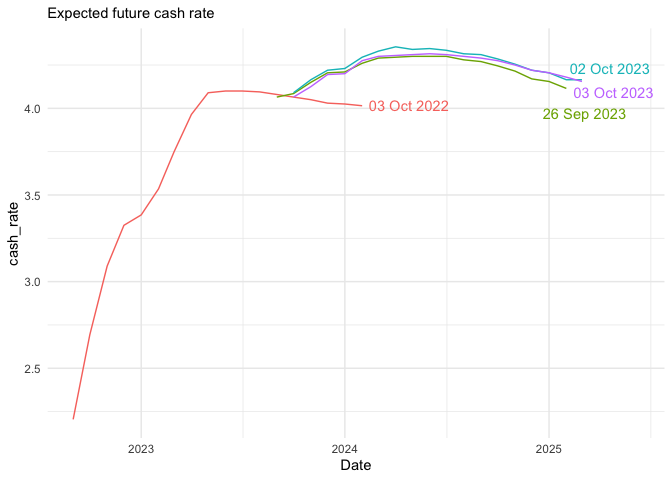 Expected future cash rate
cash_rate
4.0
3.5
3.0
2.5
02 Oct 2023
03 Oct 2023
03 Oct 2022
26 Sep 2023
2023
2024
2025
Date